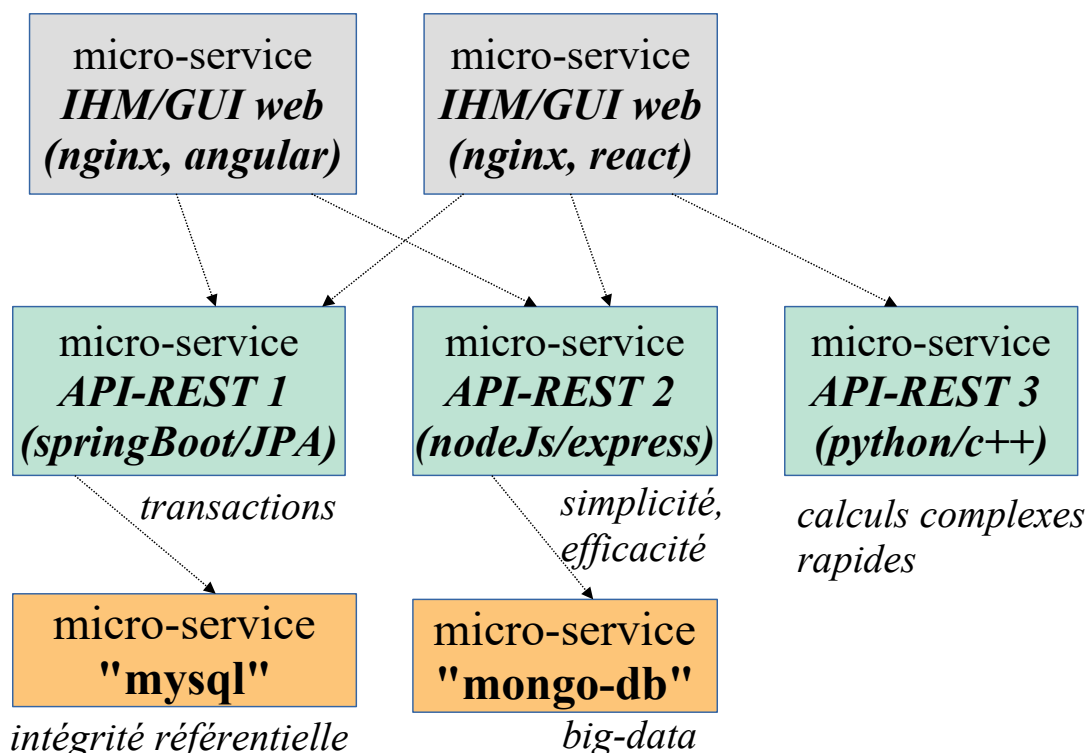 micro-service
IHM/GUI web
(nginx, angular)
micro-service
IHM/GUI web
(nginx, react)
micro-service
API-REST 1
(springBoot/JPA)
micro-service
API-REST 2
(nodeJs/express)
micro-service
API-REST 3
(python/c++)
transactions
simplicité,
efficacité
calculs complexes
rapides
micro-service
"mysql"
micro-service
"mongo-db"
intégrité référentielle
big-data